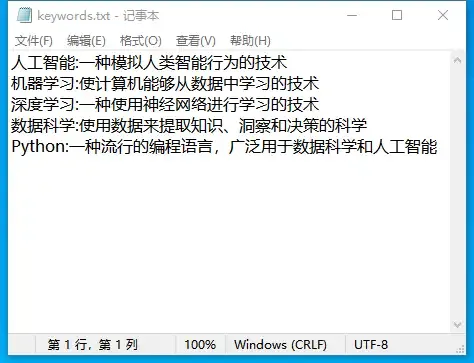 keywords.txt - 记事本
文件(F) 编辑(E) 格式(O) 查看(V) 帮助(H)
人工智能:一种模拟人类智能行为的技术
机器学习:使计算机能够从数据中学习的技术
深度学习:一种使用神经网络进行学习的技术
数据科学:使用数据来提取知识、洞察和决策的科学
Python:一种流行的编程语言，广泛用于数据科学和人工智能
第 1 行，第 1 列 100% Windows (CRLF) UTF-8